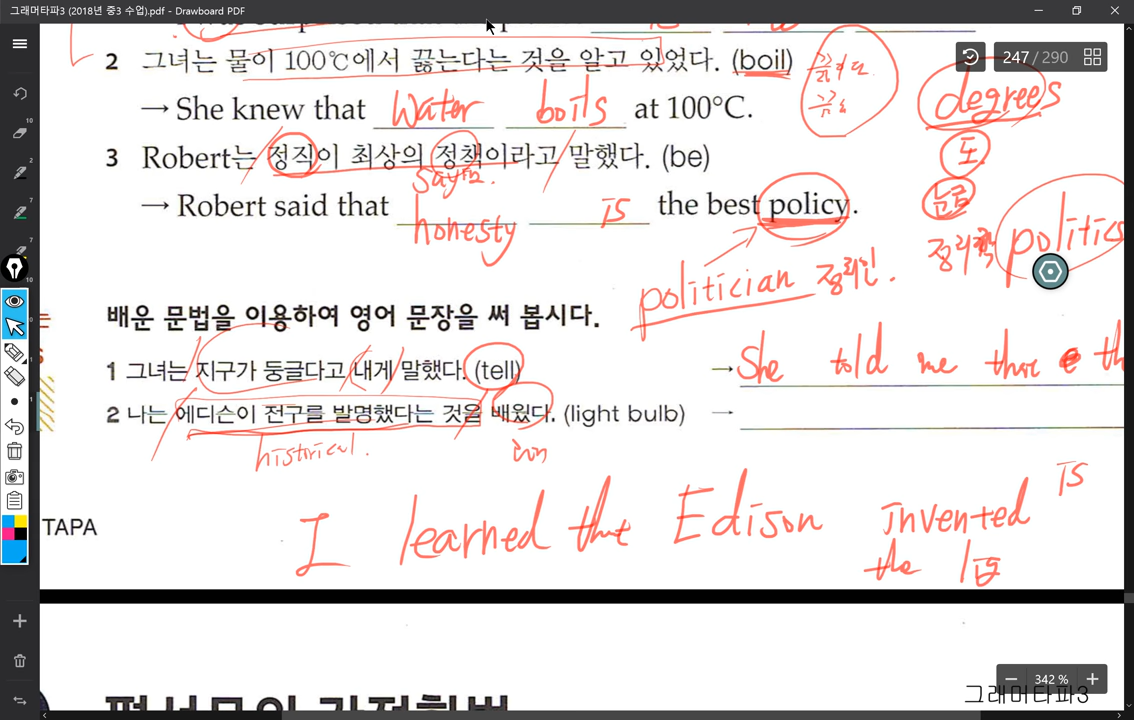 그래머타파3 (2018년 중3 수업).pdf - Drawboard PDF
247 / 290
2 그녀는 물이 100℃에서 끓는다는 것을 알고 있었다. (boil)
degrees
→ She knew that water boils at 100°C.
도
눈금
3 Robert는 정직이 최상의 정책이라고 말했다. (be)
→ Robert said that honesty is the best policy.
politics
politician 정치인.
배운 문법을 이용하여 영어 문장을 써 봅시다.
1 그녀는 지구가 둥글다고 내게 말했다. (tell)
→ She told me
2 나는 에디슨이 전구를 발명했다는 것을 배웠다. (light bulb) →
historical.
is
I learned that Edison invented
the
TAPA
342 %
그래머타파3